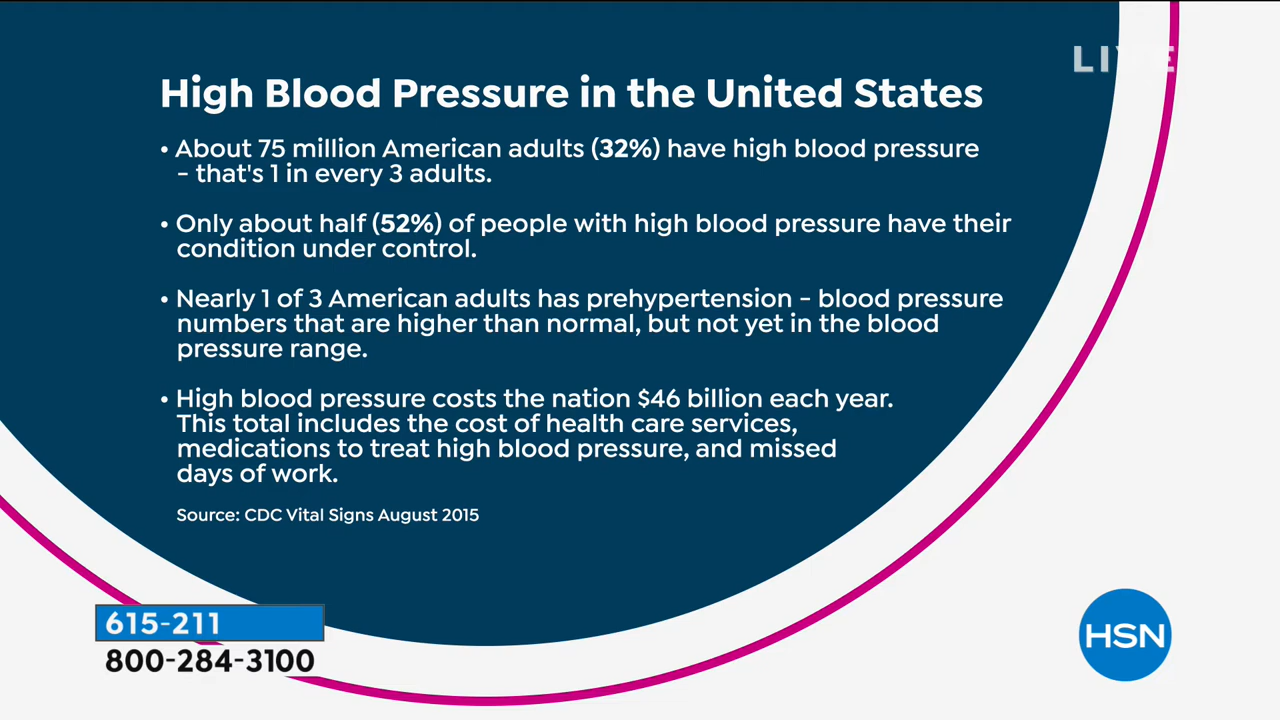 LIVE
High Blood Pressure in the United States
• About 75 million American adults (32%) have high blood pressure
- that's 1 in every 3 adults.
• Only about half (52%) of people with high blood pressure have their
condition under control.
• Nearly 1 of 3 American adults has prehypertension - blood pressure
numbers that are higher than normal, but not yet in the blood
pressure range.
• High blood pressure costs the nation $46 billion each year.
This total includes the cost of health care services,
medications to treat high blood pressure, and missed
days of work.
Source: CDC Vital Signs August 2015
615-211
800-284-3100
HSN